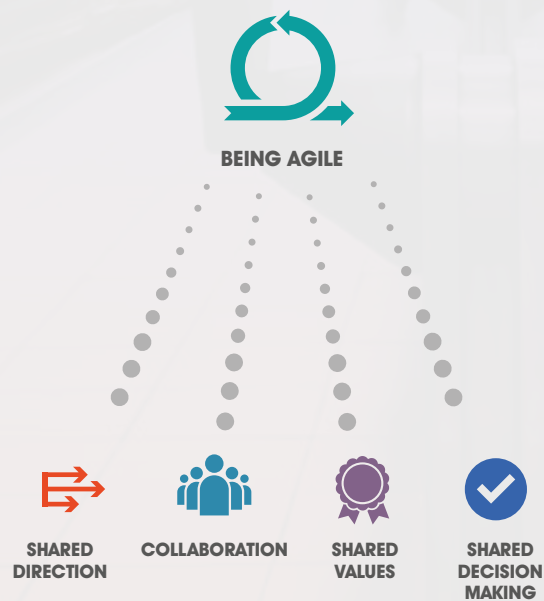 BEING AGILE
SHARED
DIRECTION
COLLABORATION
SHARED
VALUES
SHARED
DECISION
MAKING